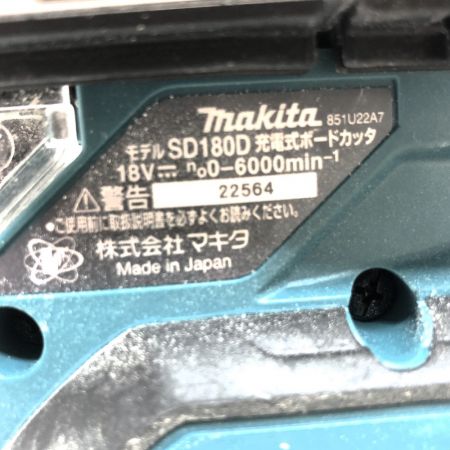 makita 851U22A7
モデル SD180D 充電式ボードカッタ
18V⎓ n₀0-6000min⁻¹
⚠警告 22564
●ご使用前に取扱説明書を必ずよくお読みください。
株式会社 マキタ
Made in Japan